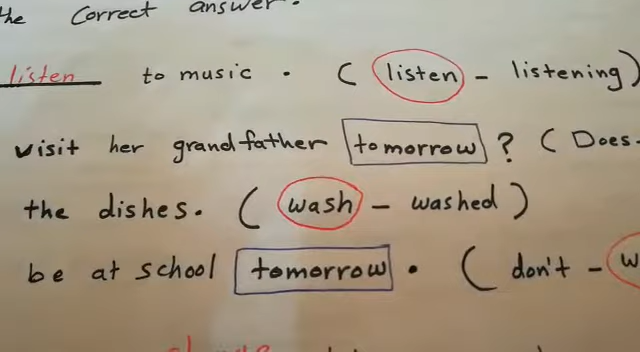 the Correct answer.
listen to music. (listen - listening)
visit her grandfather tomorrow? (Does-
the dishes. (wash - washed)
be at school tomorrow. (don't - w